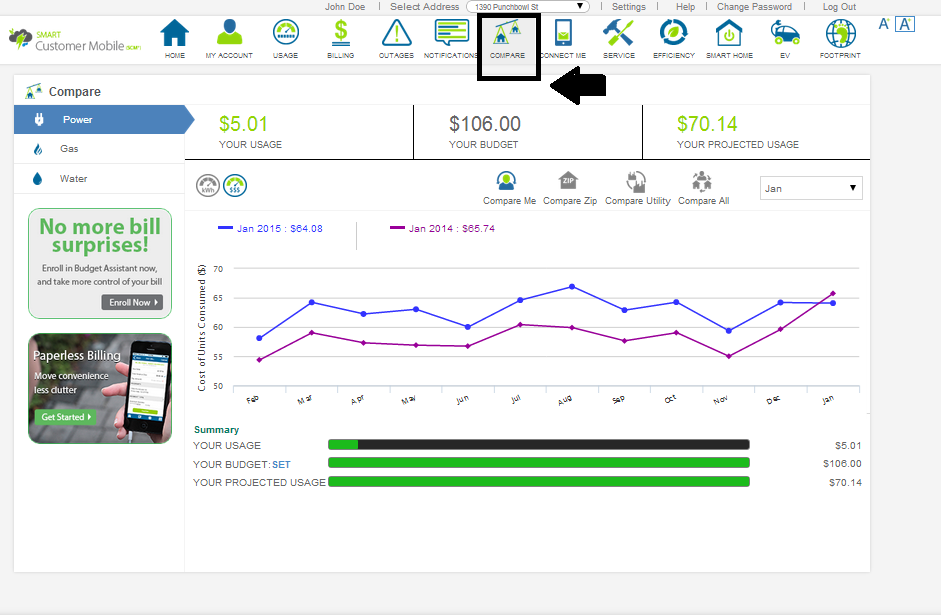 John Doe | Select Address 1390 Punchbowl St | Settings | Help | Change Password | Log Out
SMART
Customer Mobile
HOME MY ACCOUNT USAGE BILLING OUTAGES NOTIFICATIONS COMPARE CONNECT ME SERVICE EFFICIENCY SMART HOME EV FOOTPRINT
A A
Compare
Power
Gas
Water
$5.01
YOUR USAGE
$106.00
YOUR BUDGET
$70.14
YOUR PROJECTED USAGE
kWh $$$
ZIP
Compare Me Compare Zip Compare Utility Compare All
Jan
No more bill
surprises!
Enroll in Budget Assistant now,
and take more control of your bill
Enroll Now
Paperless Billing
Move convenience
less clutter
Get Started
Jan 2015 : $64.08 Jan 2014 : $65.74
Cost of Units Consumed ($)
70
65
60
55
50
Feb Mar Apr May Jun Jul Aug Sep Oct Nov Dec Jan
Summary
YOUR USAGE $5.01
YOUR BUDGET:SET $106.00
YOUR PROJECTED USAGE $70.14